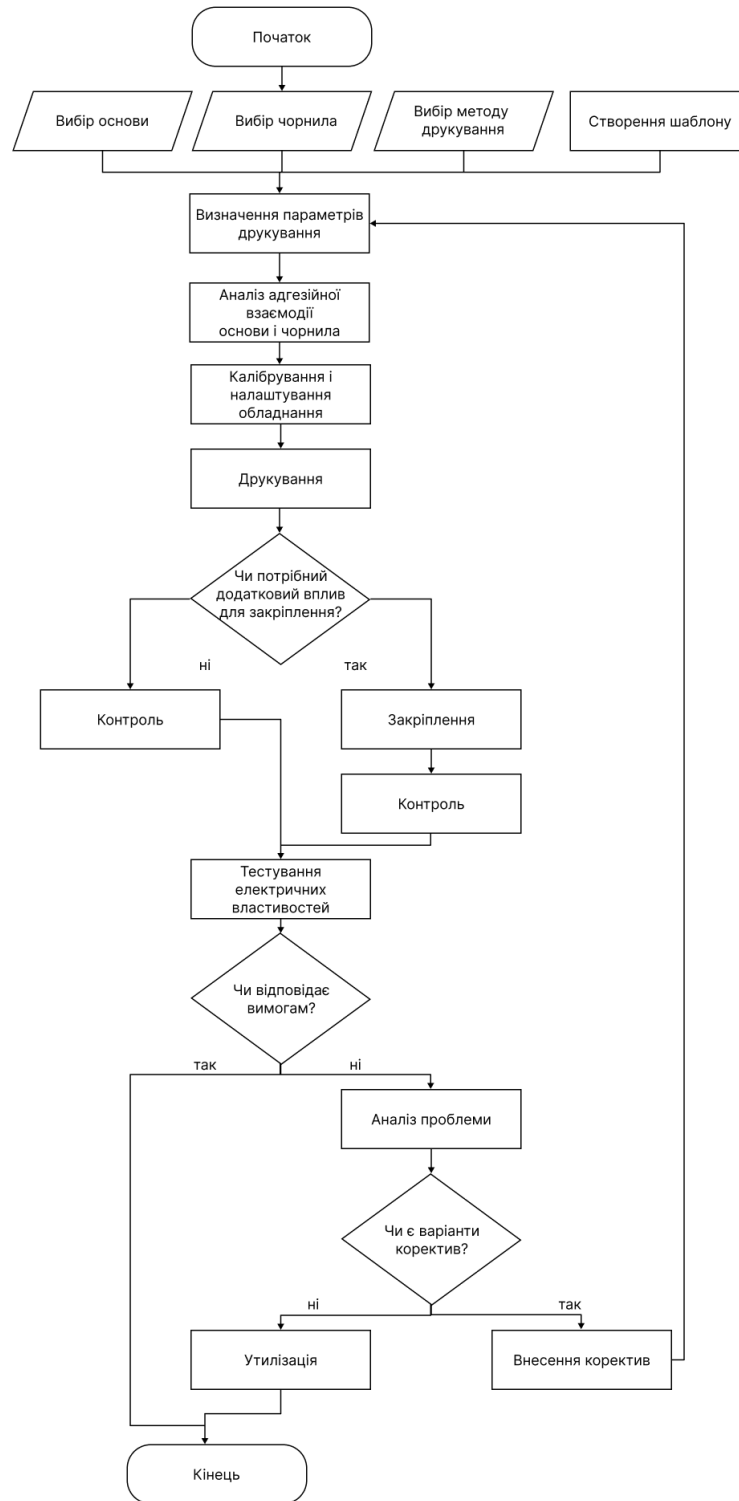 Початок
Вибір основи
Вибір чорнила
Вибір методу
друкування
Створення шаблону
Визначення параметрів
друкування
Аналіз адгезійної
взаємодії
основи і чорнила
Калібрування і
налаштування
обладнання
Друкування
Чи потрібний
додатковий вплив
для закріплення?
ні
так
Контроль
Закріплення
Контроль
Тестування
електричних
властивостей
Чи відповідає
вимогам?
так
ні
Аналіз проблеми
Чи є варіанти
коректив?
ні
так
Утилізація
Внесення коректив
Кінець